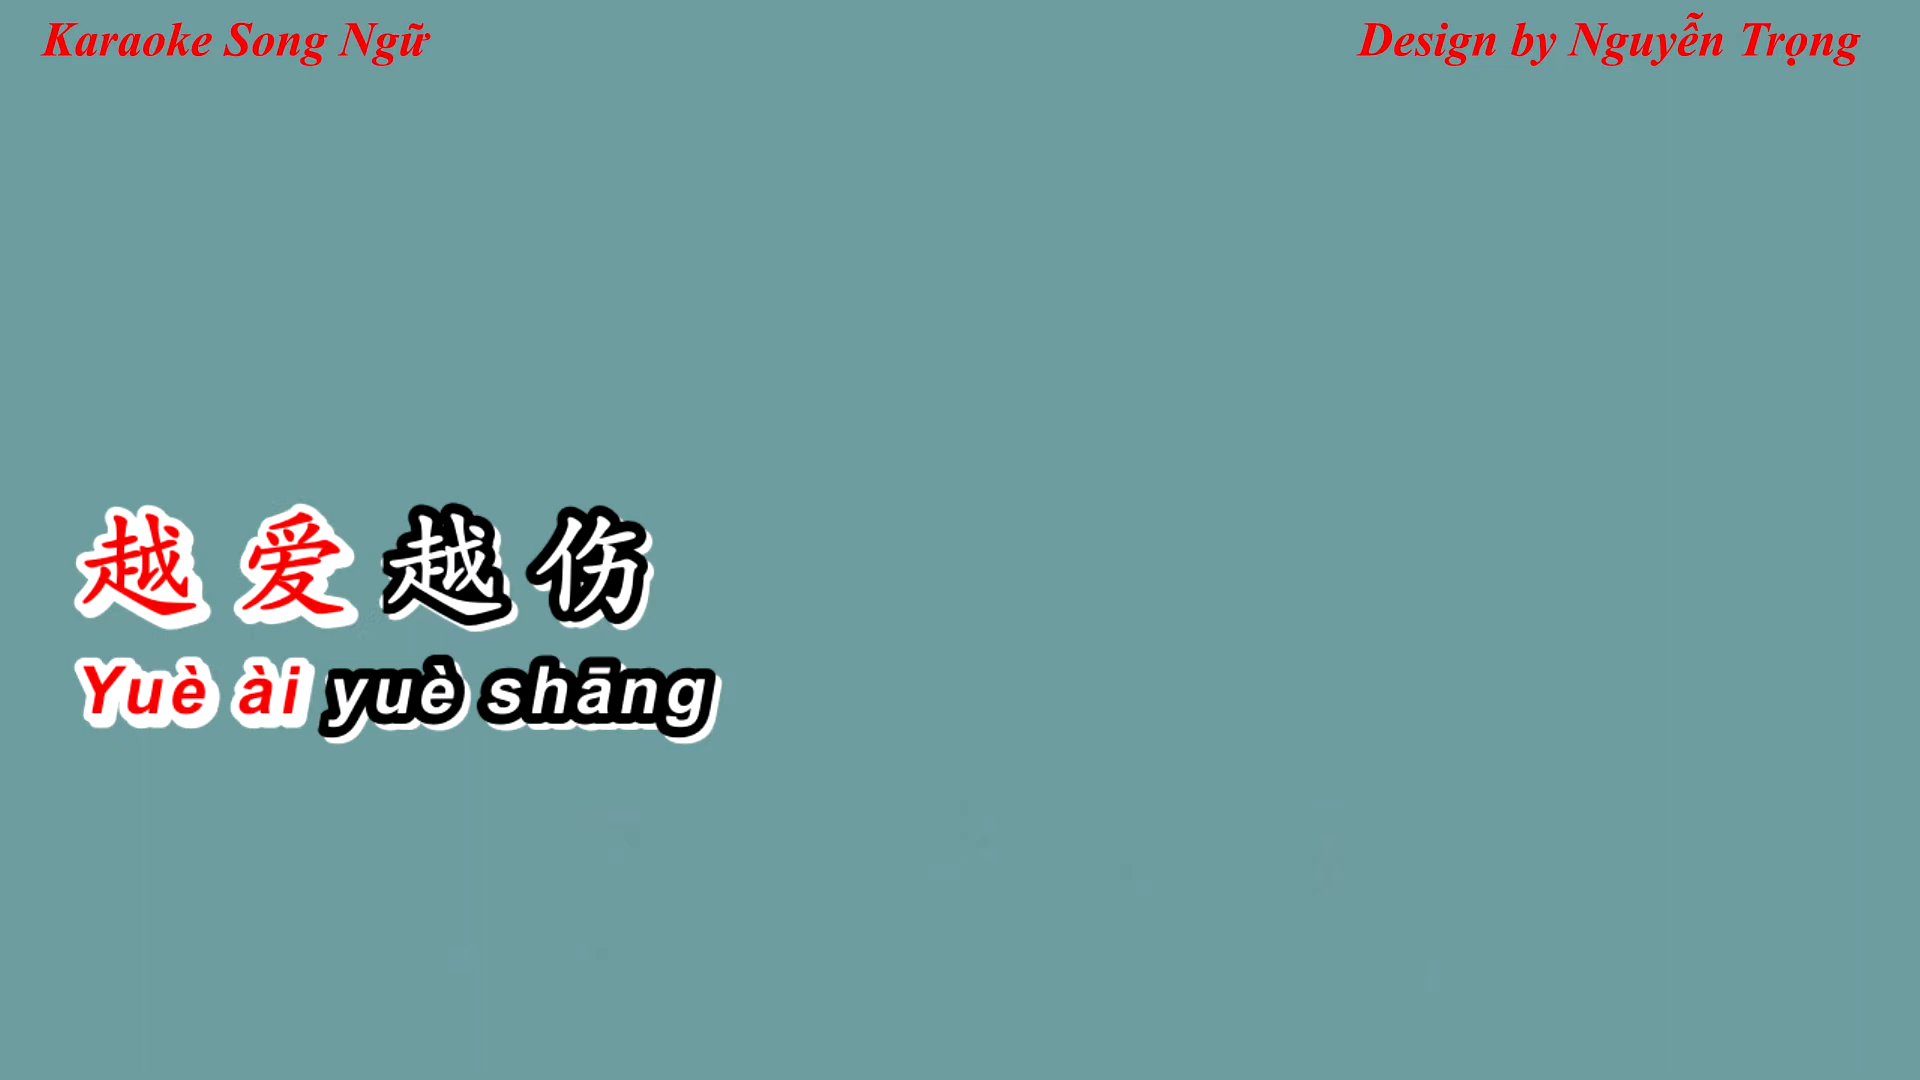 Karaoke Song Ngữ
Design by Nguyễn Trọng
越爱越伤
Yuè ài yuè shāng